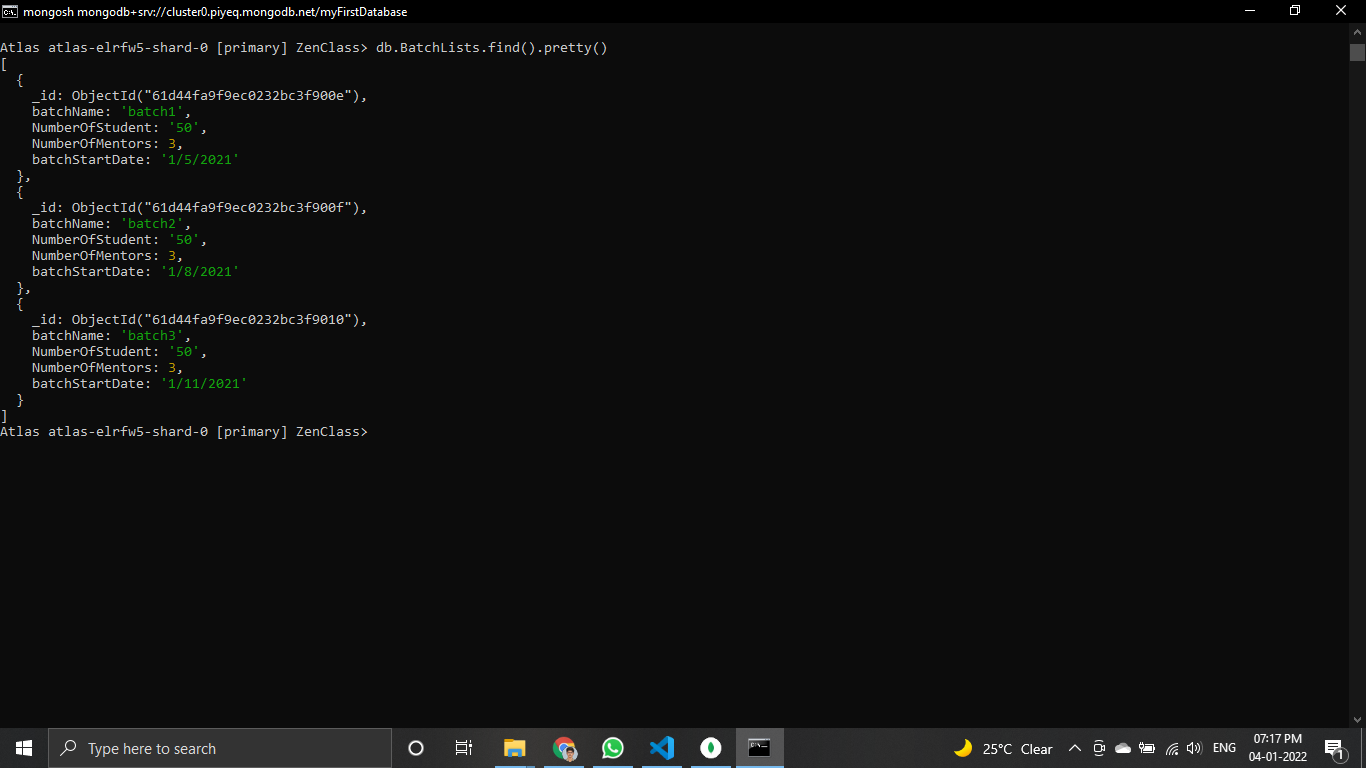 mongosh mongodb+srv://cluster0.piyeq.mongodb.net/myFirstDatabase
Atlas atlas-elrfw5-shard-0 [primary] ZenClass> db.BatchLists.find().pretty()
[
  {
    _id: ObjectId("61d44fa9f9ec0232bc3f900e"),
    batchName: 'batch1',
    NumberOfStudent: '50',
    NumberOfMentors: 3,
    batchStartDate: '1/5/2021'
  },
  {
    _id: ObjectId("61d44fa9f9ec0232bc3f900f"),
    batchName: 'batch2',
    NumberOfStudent: '50',
    NumberOfMentors: 3,
    batchStartDate: '1/8/2021'
  },
  {
    _id: ObjectId("61d44fa9f9ec0232bc3f9010"),
    batchName: 'batch3',
    NumberOfStudent: '50',
    NumberOfMentors: 3,
    batchStartDate: '1/11/2021'
  }
]
Atlas atlas-elrfw5-shard-0 [primary] ZenClass>
Type here to search
25°C Clear
ENG
07:17 PM
04-01-2022
1